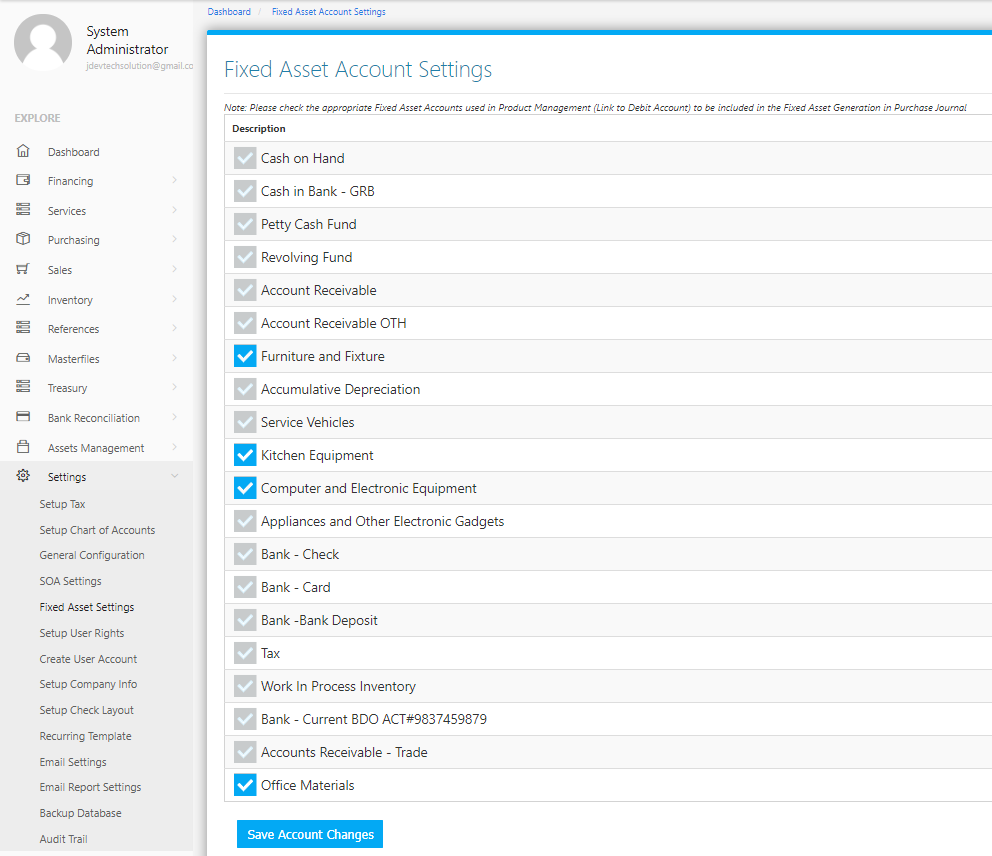 System
Administrator
jdevtechsolution@gmail.co
EXPLORE
Dashboard
Financing
Services
Purchasing
Sales
Inventory
References
Masterfiles
Treasury
Bank Reconciliation
Assets Management
Settings
Setup Tax
Setup Chart of Accounts
General Configuration
SOA Settings
Fixed Asset Settings
Setup User Rights
Create User Account
Setup Company Info
Setup Check Layout
Recurring Template
Email Settings
Email Report Settings
Backup Database
Audit Trail
Dashboard / Fixed Asset Account Settings
Fixed Asset Account Settings
Note: Please check the appropriate Fixed Asset Accounts used in Product Management (Link to Debit Account) to be included in the Fixed Asset Generation in Purchase Journal
Description
Cash on Hand
Cash in Bank - GRB
Petty Cash Fund
Revolving Fund
Account Receivable
Account Receivable OTH
Furniture and Fixture
Accumulative Depreciation
Service Vehicles
Kitchen Equipment
Computer and Electronic Equipment
Appliances and Other Electronic Gadgets
Bank - Check
Bank - Card
Bank -Bank Deposit
Tax
Work In Process Inventory
Bank - Current BDO ACT#9837459879
Accounts Receivable - Trade
Office Materials
Save Account Changes